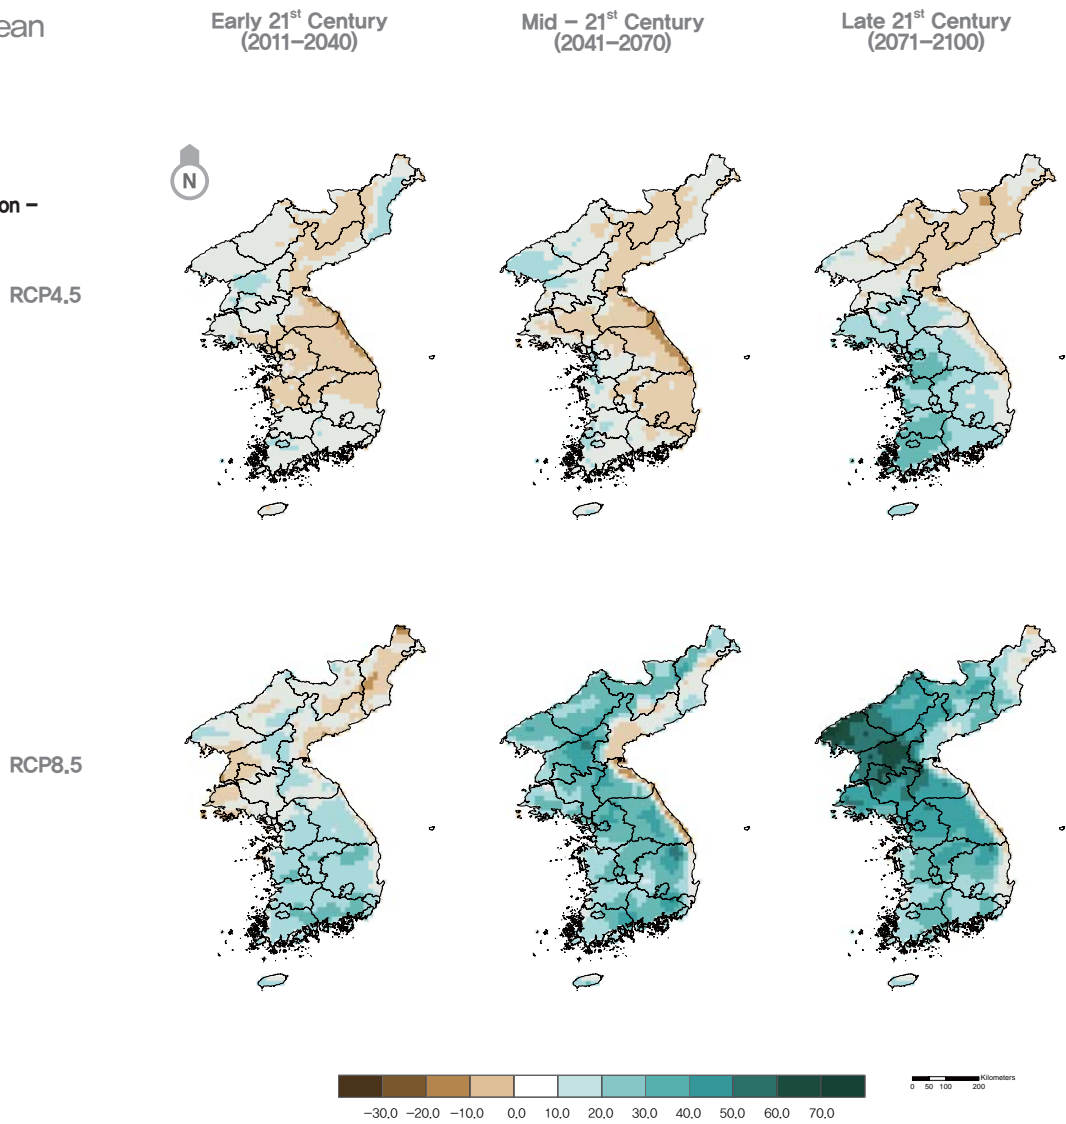 ean
Early 21st Century
(2011–2040)
Mid – 21st Century
(2041–2070)
Late 21st Century
(2071–2100)
N
on –
RCP4.5
RCP8.5
−30.0 −20.0 −10.0 0.0 10.0 20.0 30.0 40.0 50.0 60.0 70.0
Kilometers
0 50 100 200